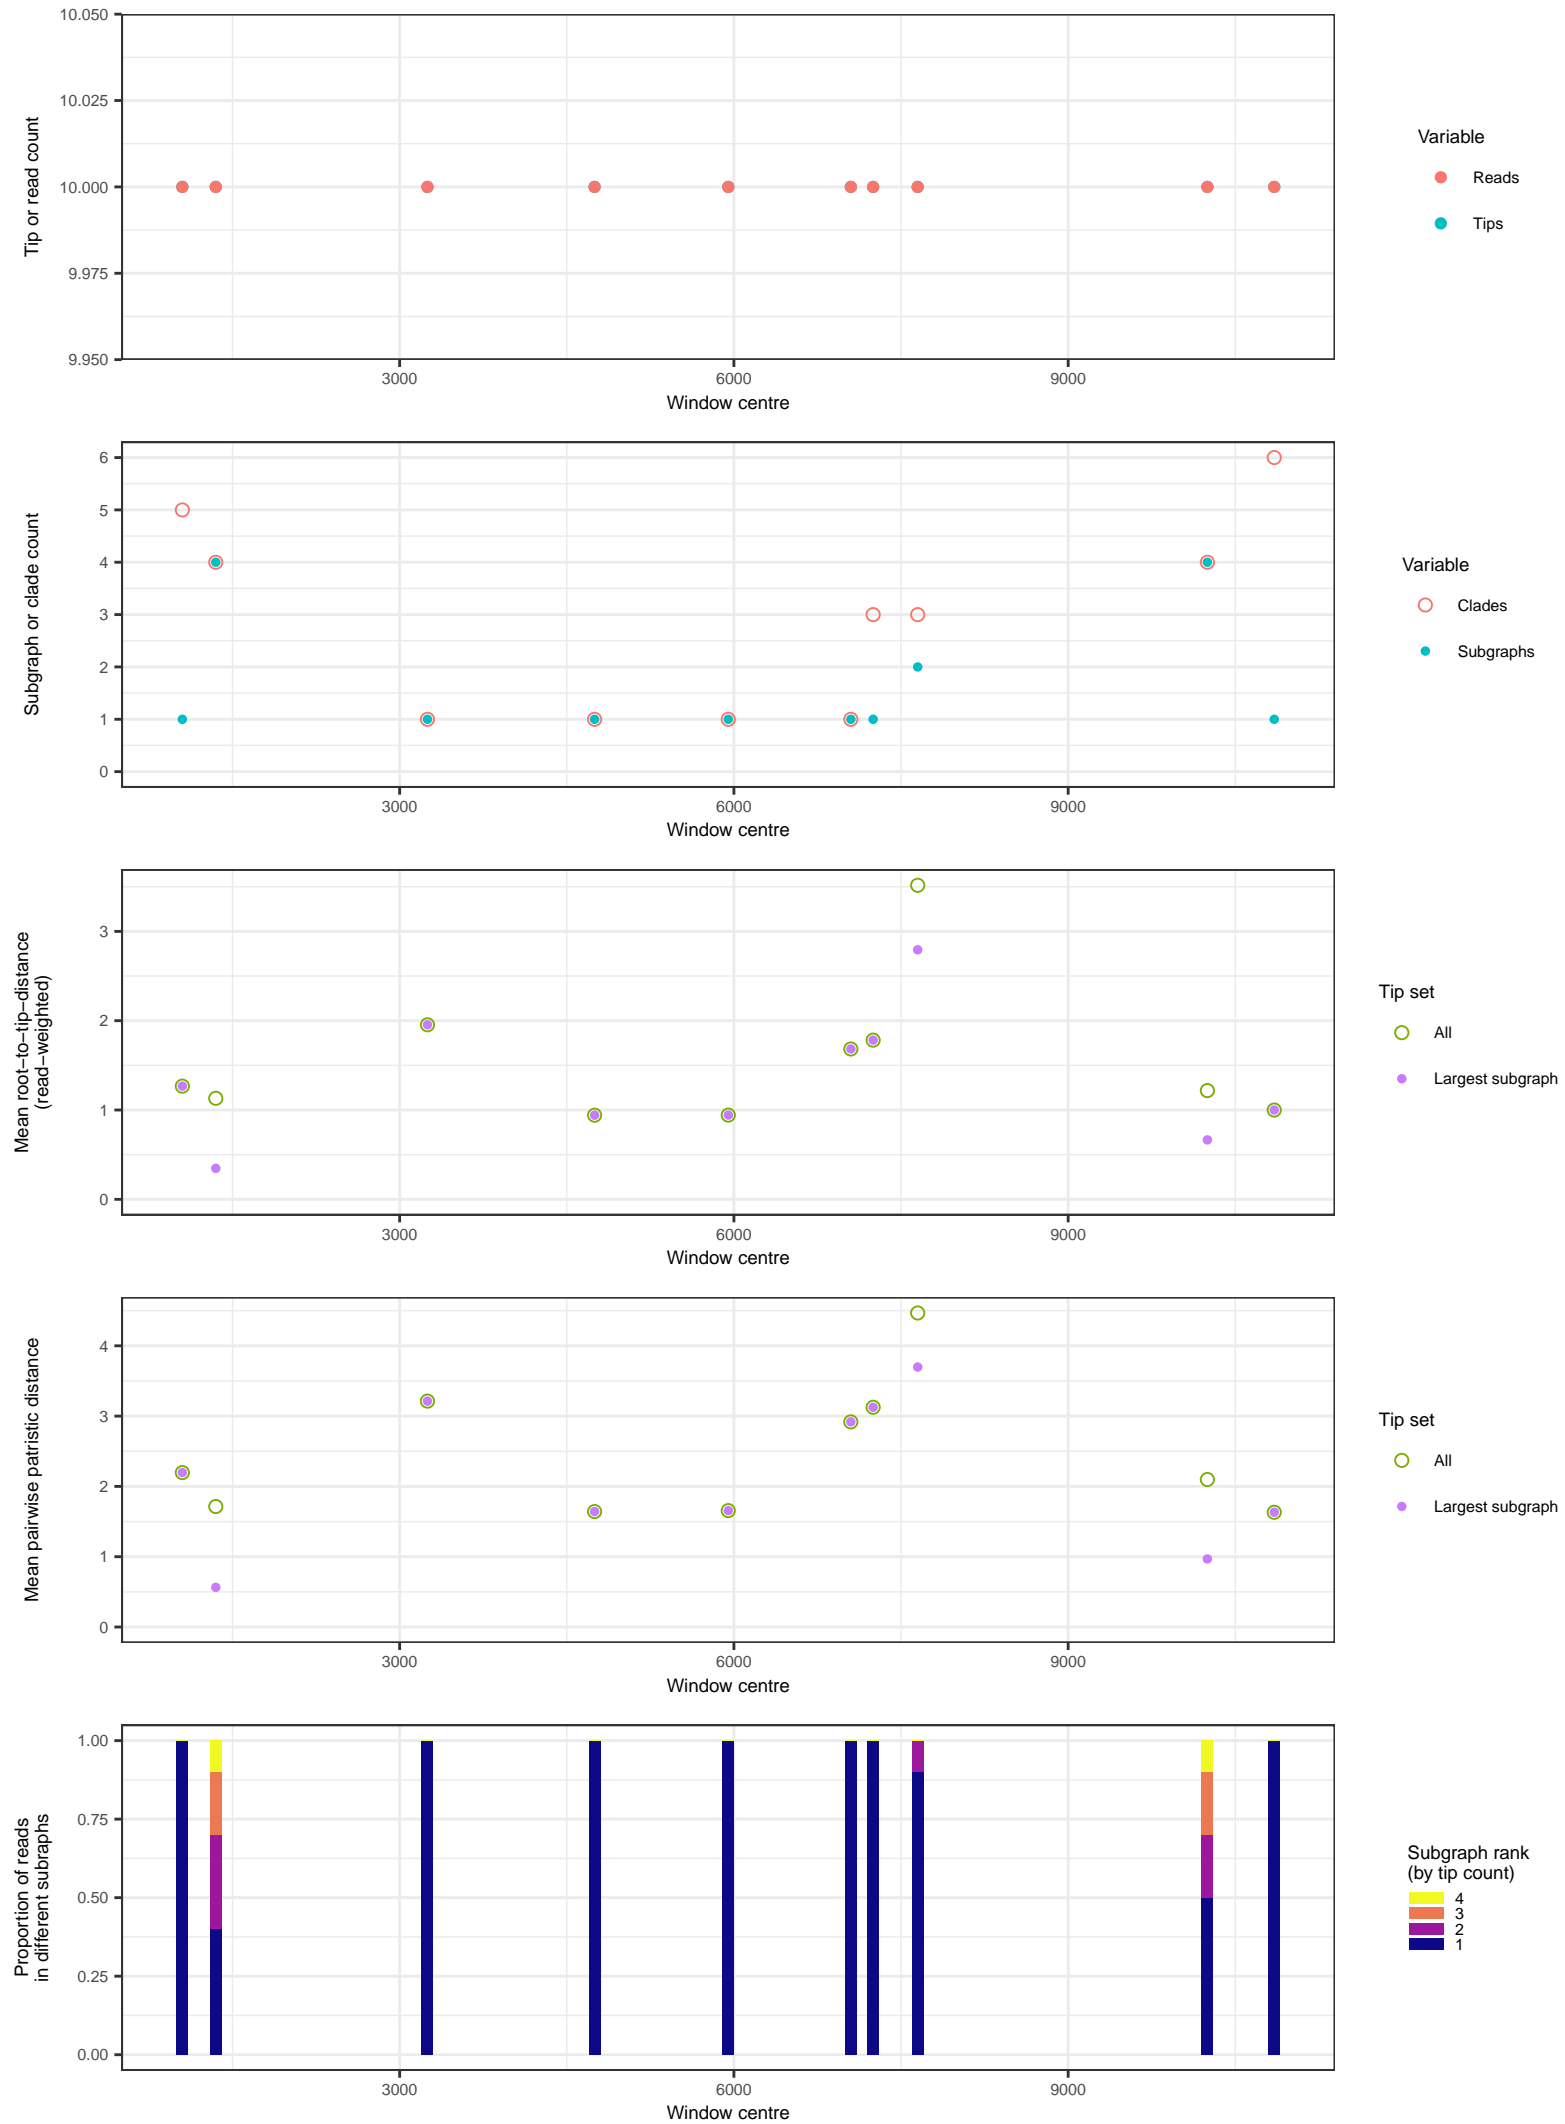 10.050
10.025
10.000
9.975
9.950
Tip or read count
3000 6000 9000
Window centre
Variable
Reads
Tips
6
5
4
3
2
1
0
Subgraph or clade count
3000 6000 9000
Window centre
Variable
Clades
Subgraphs
3
2
1
0
Mean root−to−tip−distance
(read−weighted)
3000 6000 9000
Window centre
Tip set
All
Largest subgraph
4
3
2
1
0
Mean pairwise patristic distance
3000 6000 9000
Window centre
Tip set
All
Largest subgraph
1.00
0.75
0.50
0.25
0.00
Proportion of reads
in different subraphs
3000 6000 9000
Window centre
Subgraph rank
(by tip count)
4
3
2
1